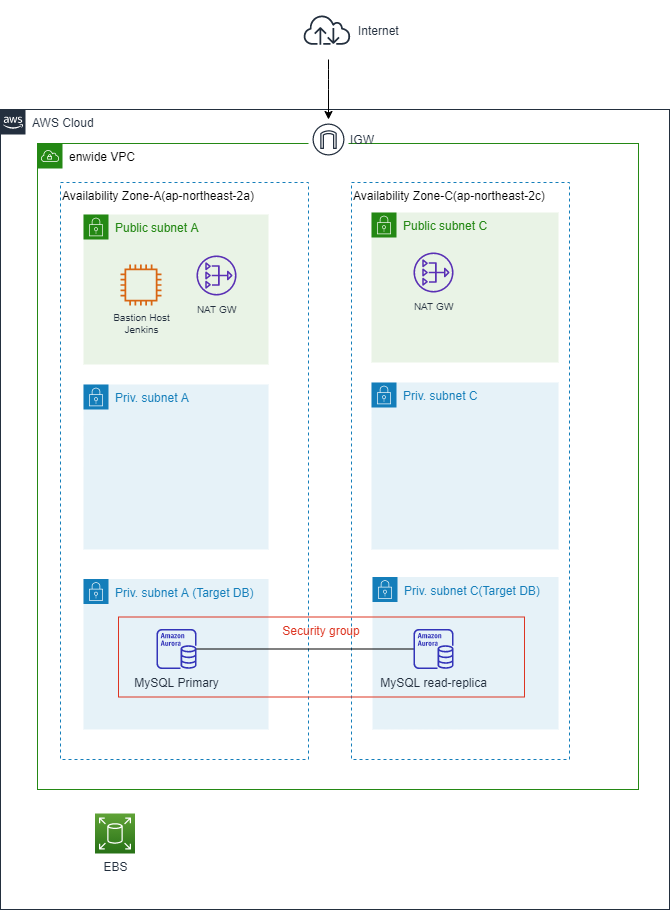 Internet
aws
AWS Cloud
IGW
enwide VPC
Availability Zone-A(ap-northeast-2a)
Availability Zone-C(ap-northeast-2c)
Public subnet A
Public subnet C
Bastion Host
Jenkins
NAT GW
NAT GW
Priv. subnet A
Priv. subnet C
Priv. subnet A (Target DB)
Priv. subnet C(Target DB)
Security group
Amazon
Aurora
Amazon
Aurora
MySQL Primary
MySQL read-replica
EBS